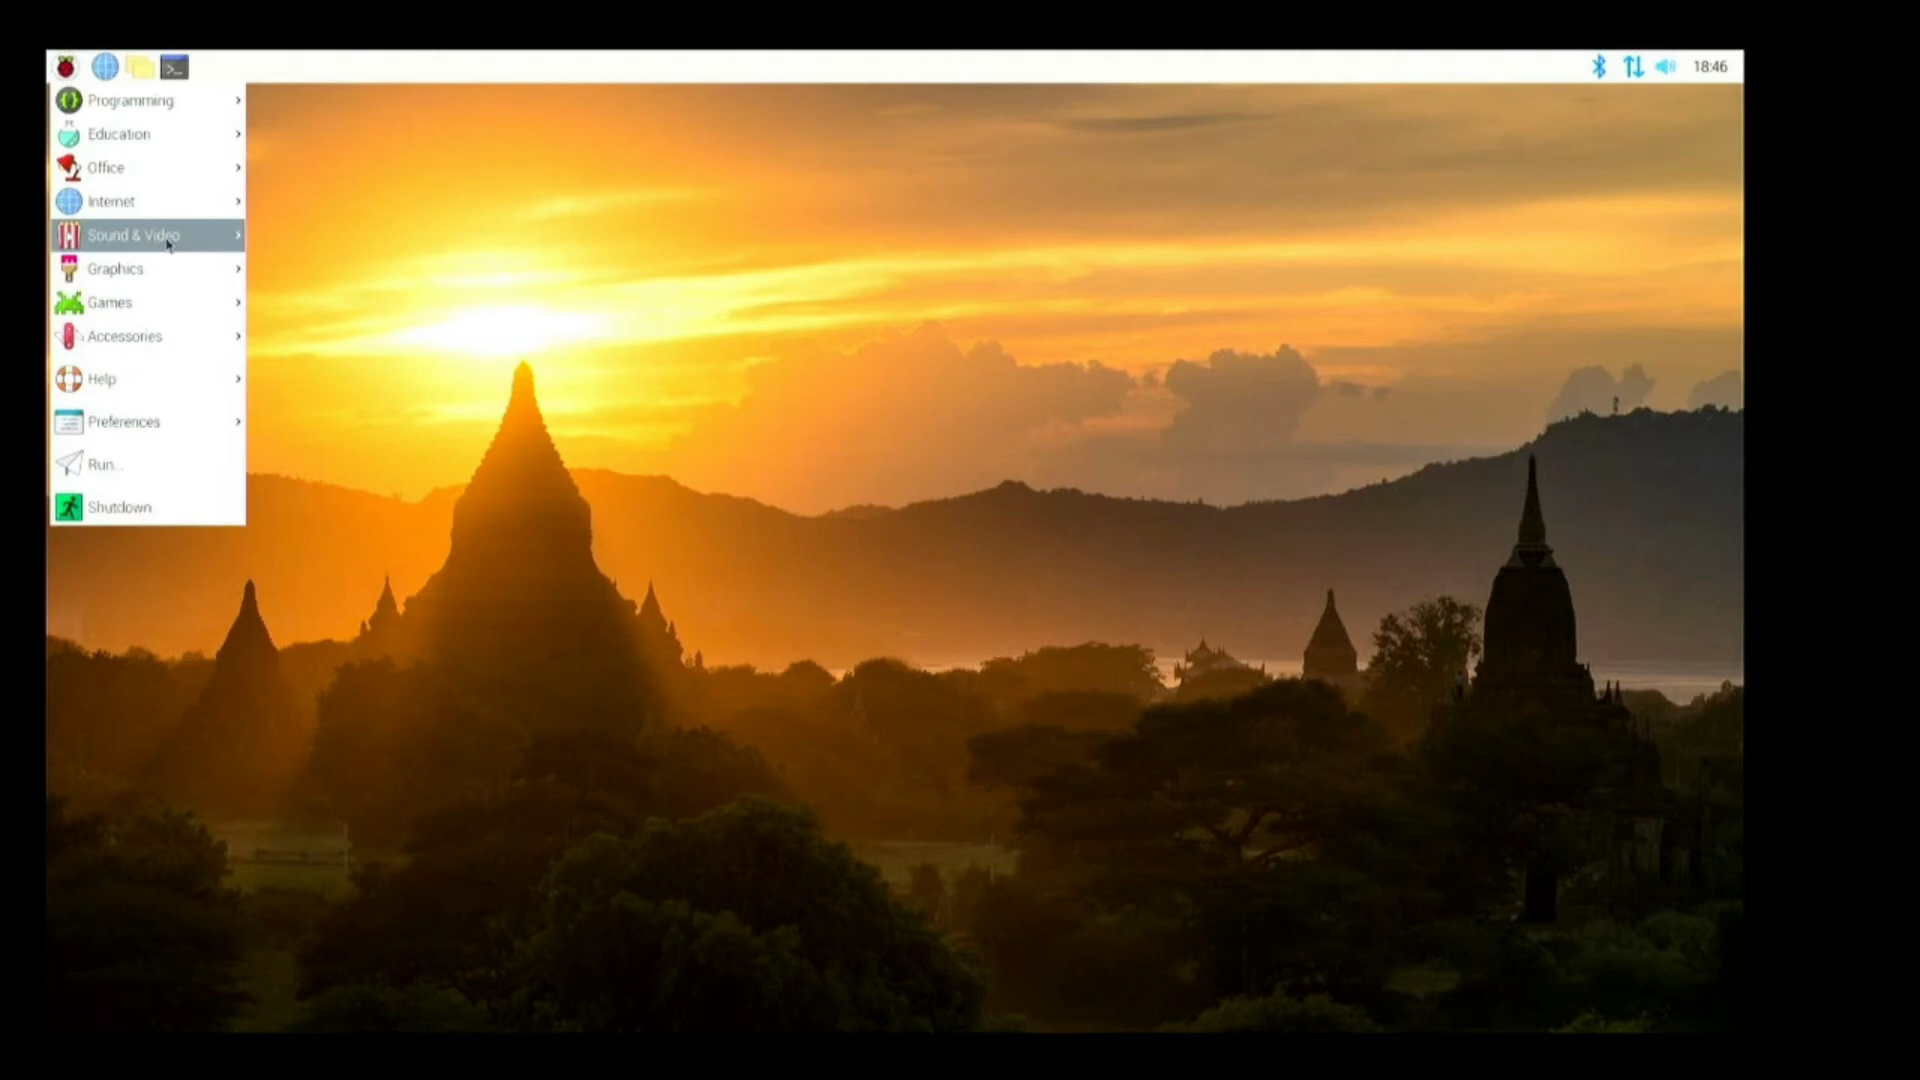 18:46
Programming
Education
Office
Internet
Sound & Video
Graphics
Games
Accessories
Help
Preferences
Run...
Shutdown